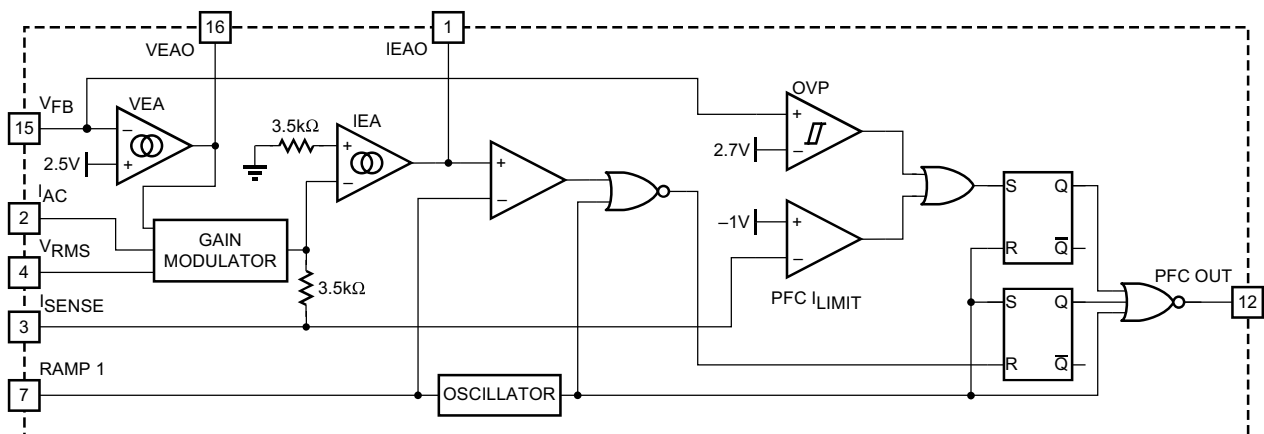 16
1
VEAO
IEAO
VFB
VEA
OVP
15
3.5kΩ
IEA
+
–
2.5V
+
+
–
2.7V
–
+
–
IAC
S
Q
2
–1V
+
R
Q
VRMS
GAIN
MODULATOR
–
4
3.5kΩ
PFC ILIMIT
PFC OUT
ISENSE
S
Q
12
3
R
Q
RAMP 1
7
OSCILLATOR